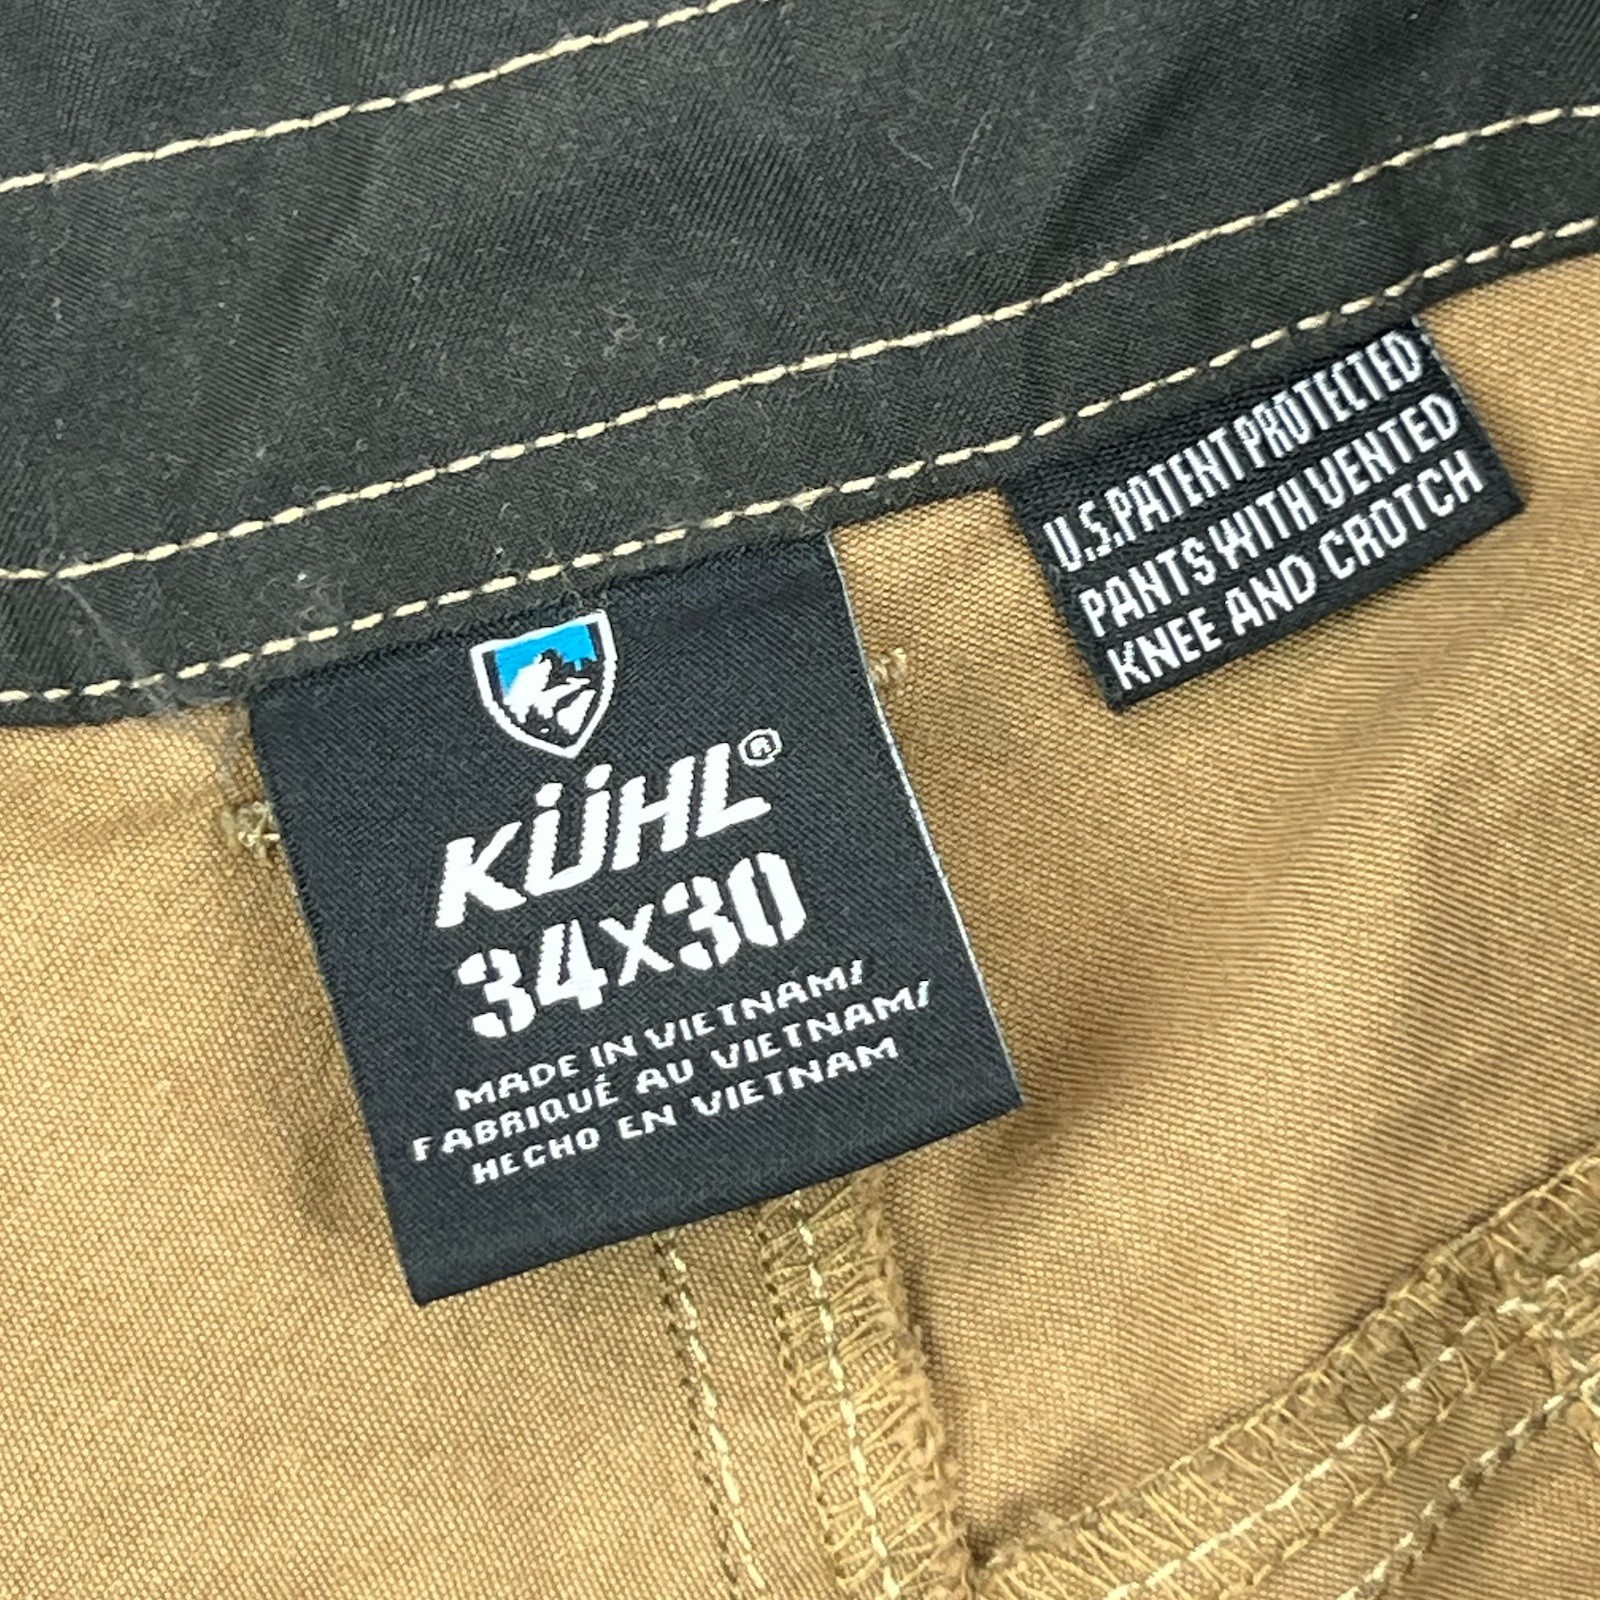 U.S. PATENT PROTECTED
PANTS WITH VENTED
KNEE AND CROTCH
KÜHL®
34X30
MADE IN VIETNAM/
FABRIQUÉ AU VIETNAM/
HECHO EN VIETNAM